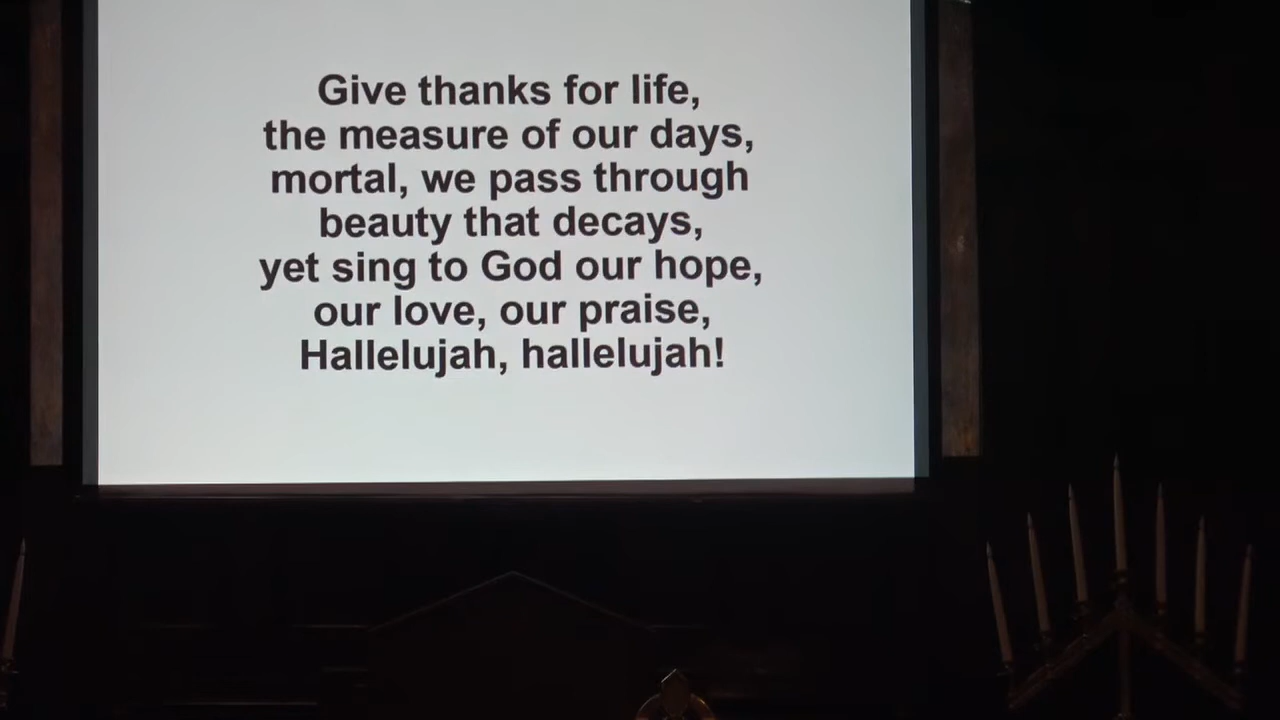 Give thanks for life,
the measure of our days,
mortal, we pass through
beauty that decays,
yet sing to God our hope,
our love, our praise,
Hallelujah, hallelujah!